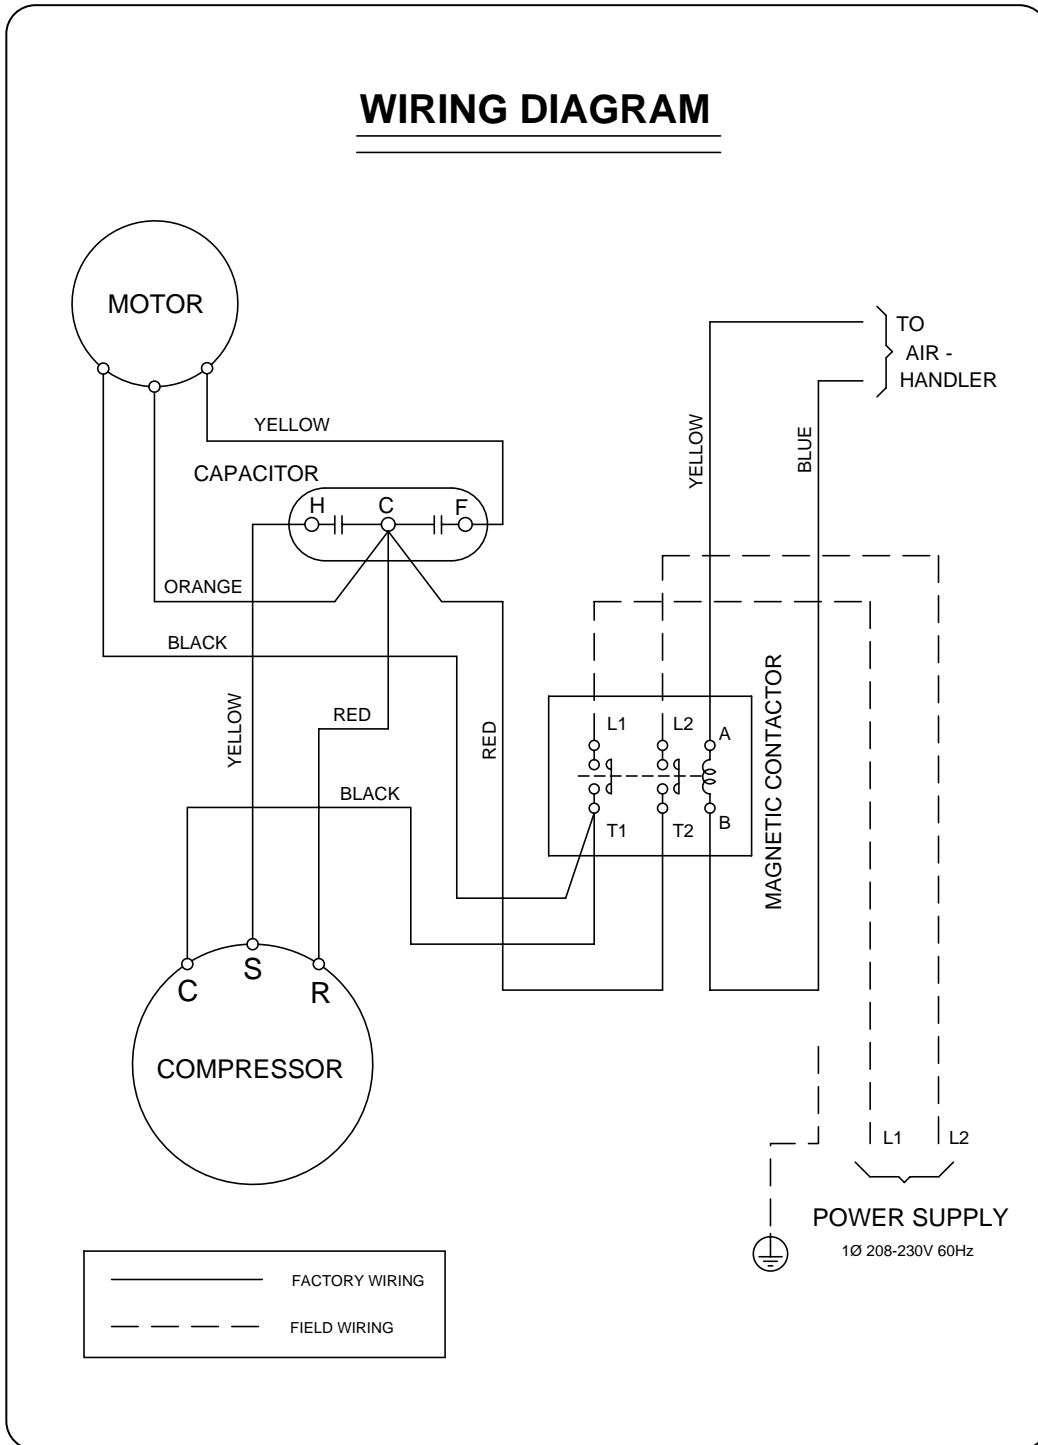 WIRING DIAGRAM
MOTOR
TO
AIR -
HANDLER
YELLOW
YELLOW
BLUE
CAPACITOR
H
C
F
ORANGE
BLACK
YELLOW
RED
RED
MAGNETIC CONTACTOR
L1
L2
A
BLACK
T1
T2
B
C
S
R
COMPRESSOR
L1
L2
POWER SUPPLY
1Ø 208-230V 60Hz
FACTORY WIRING
FIELD WIRING